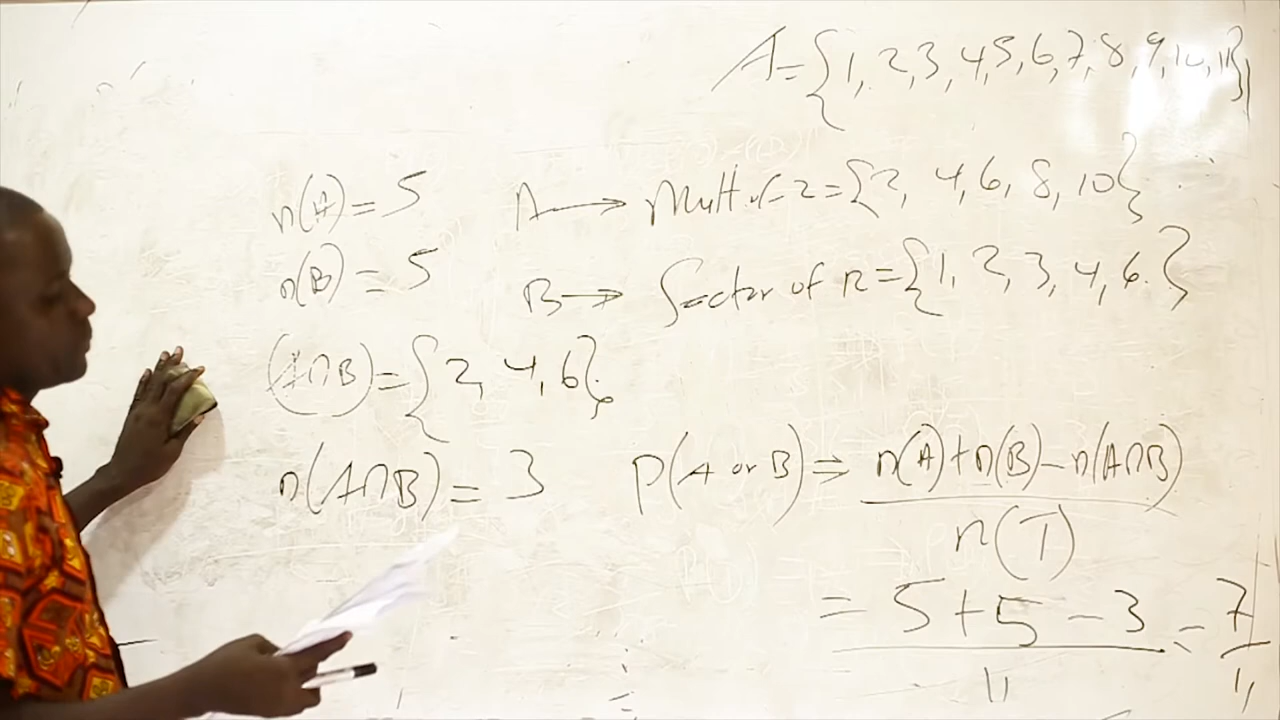 A={1, 2, 3, 4, 5, 6, 7, 8, 9, 10, 11}
n(A) = 5
A → Mult of 2 = {2, 4, 6, 8, 10}
n(B) = 5
B → factor of 12 = {1, 2, 3, 4, 6.}
(A∩B) = {2, 4, 6}
n(A∩B) = 3
P(A or B) ⇒ n(A)+n(B)-n(A∩B)
n(T)
= 5 + 5 - 3 = 7
11 11